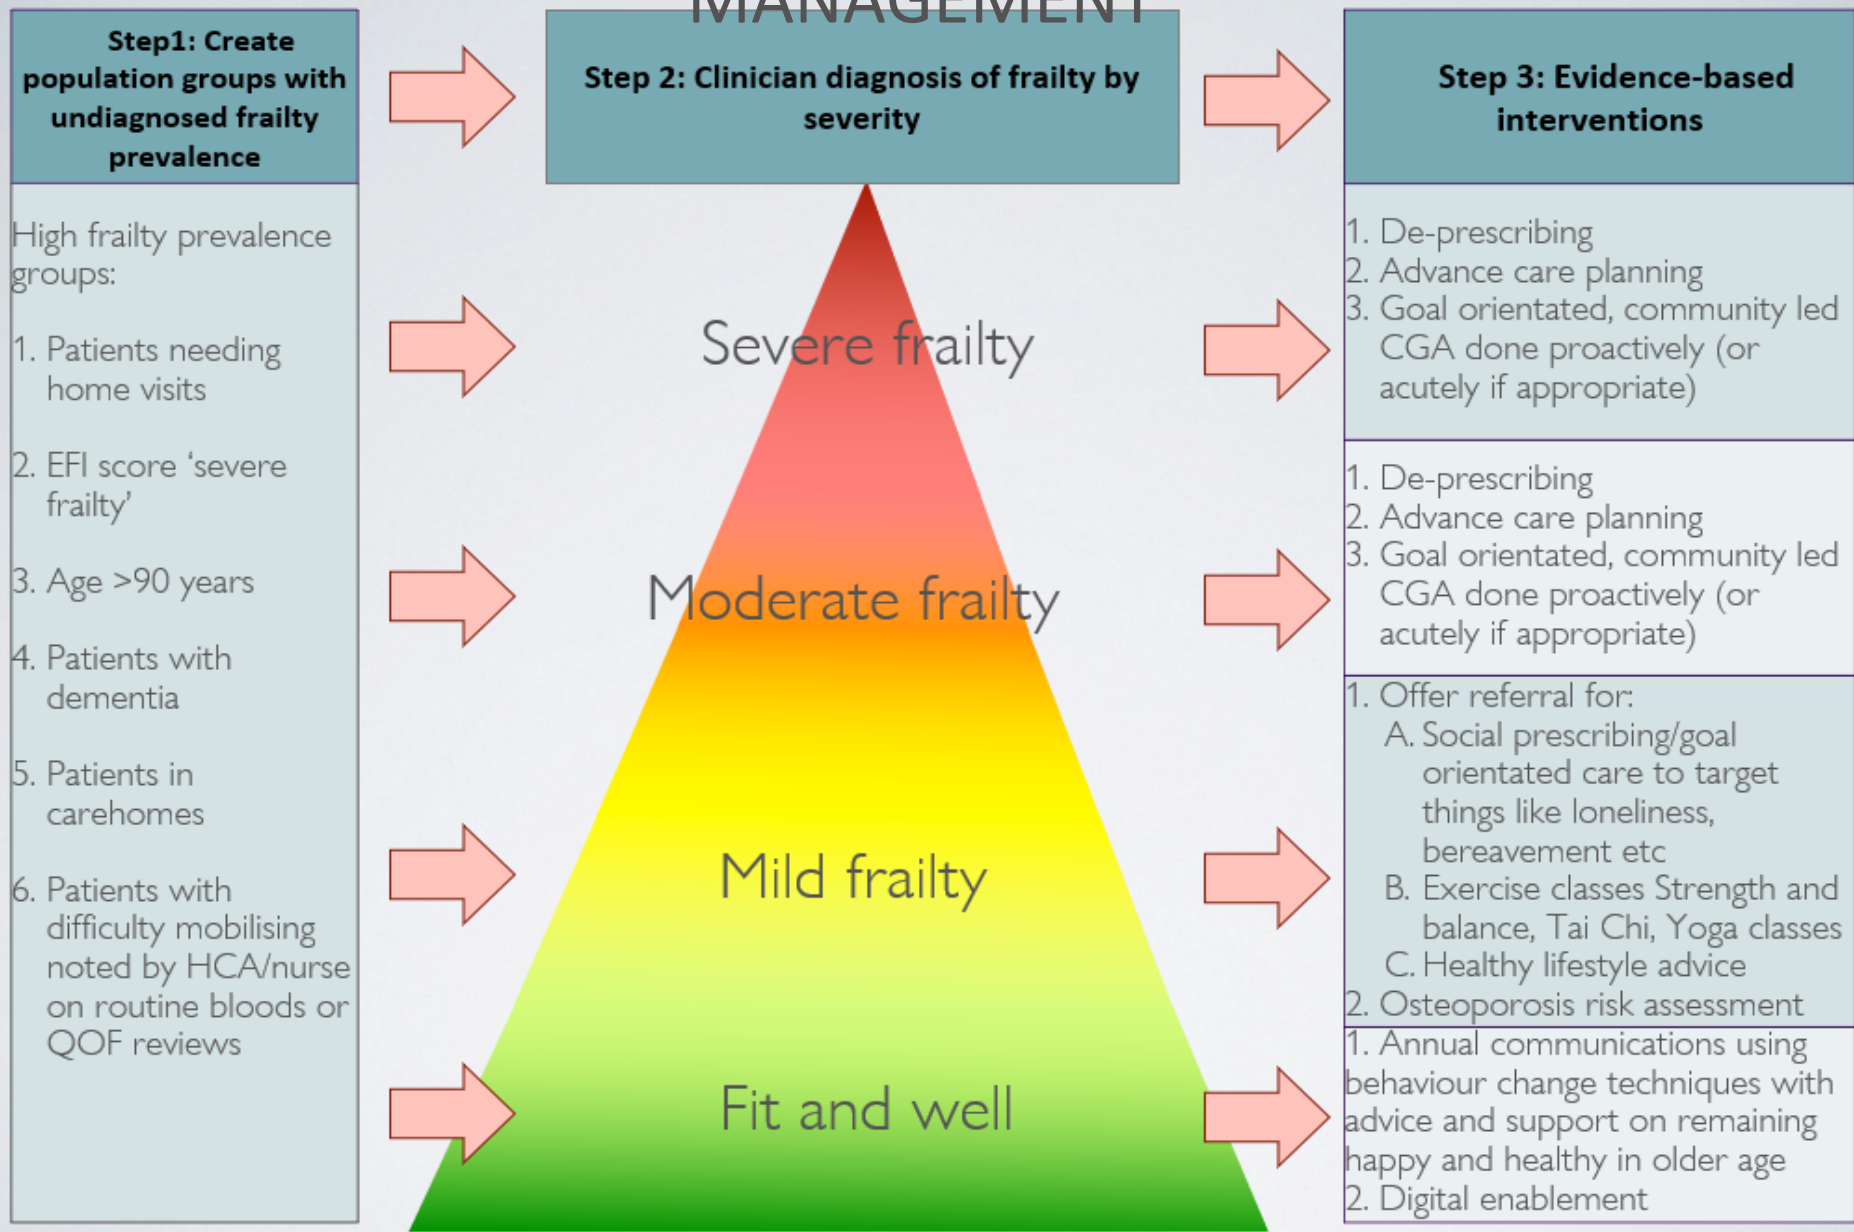 MANAGEMENT
Step1: Create
population groups with
undiagnosed frailty
prevalence
High frailty prevalence
groups:
1. Patients needing
home visits
2. EFI score ‘severe
frailty’
3. Age >90 years
4. Patients with
dementia
5. Patients in
carehomes
6. Patients with
difficulty mobilising
noted by HCA/nurse
on routine bloods or
QOF reviews
Step 2: Clinician diagnosis of frailty by
severity
Severe frailty
Moderate frailty
Mild frailty
Fit and well
Step 3: Evidence-based
interventions
1. De-prescribing
2. Advance care planning
3. Goal orientated, community led
CGA done proactively (or
acutely if appropriate)
1. De-prescribing
2. Advance care planning
3. Goal orientated, community led
CGA done proactively (or
acutely if appropriate)
1. Offer referral for:
A. Social prescribing/goal
orientated care to target
things like loneliness,
bereavement etc
B. Exercise classes Strength and
balance, Tai Chi, Yoga classes
C. Healthy lifestyle advice
2. Osteoporosis risk assessment
1. Annual communications using
behaviour change techniques with
advice and support on remaining
happy and healthy in older age
2. Digital enablement